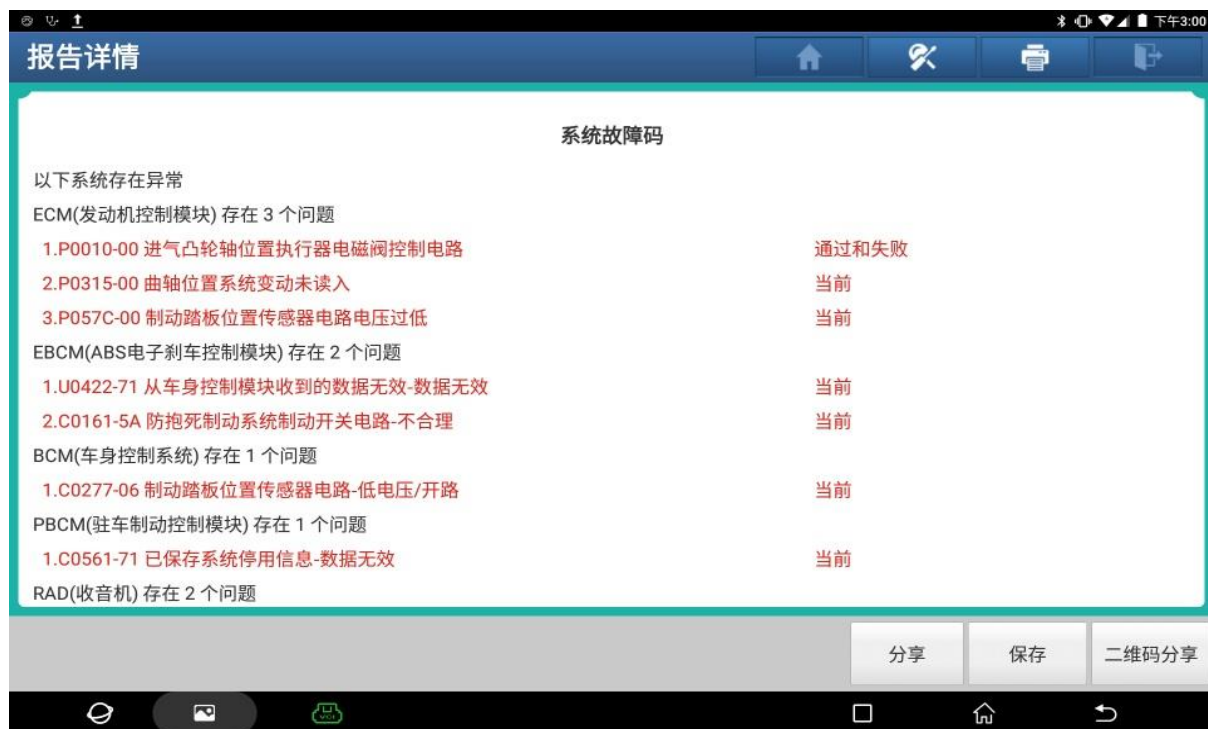 下午3:00
报告详情
系统故障码
以下系统存在异常
ECM(发动机控制模块) 存在 3 个问题
1.P0010-00 进气凸轮轴位置执行器电磁阀控制电路 通过和失败
2.P0315-00 曲轴位置系统变动未读入 当前
3.P057C-00 制动踏板位置传感器电路电压过低 当前
EBCM(ABS电子刹车控制模块) 存在 2 个问题
1.U0422-71 从车身控制模块收到的数据无效-数据无效 当前
2.C0161-5A 防抱死制动系统制动开关电路-不合理 当前
BCM(车身控制系统) 存在 1 个问题
1.C0277-06 制动踏板位置传感器电路-低电压/开路 当前
PBCM(驻车制动控制模块) 存在 1 个问题
1.C0561-71 已保存系统停用信息-数据无效 当前
RAD(收音机) 存在 2 个问题
分享 保存 二维码分享
VCI